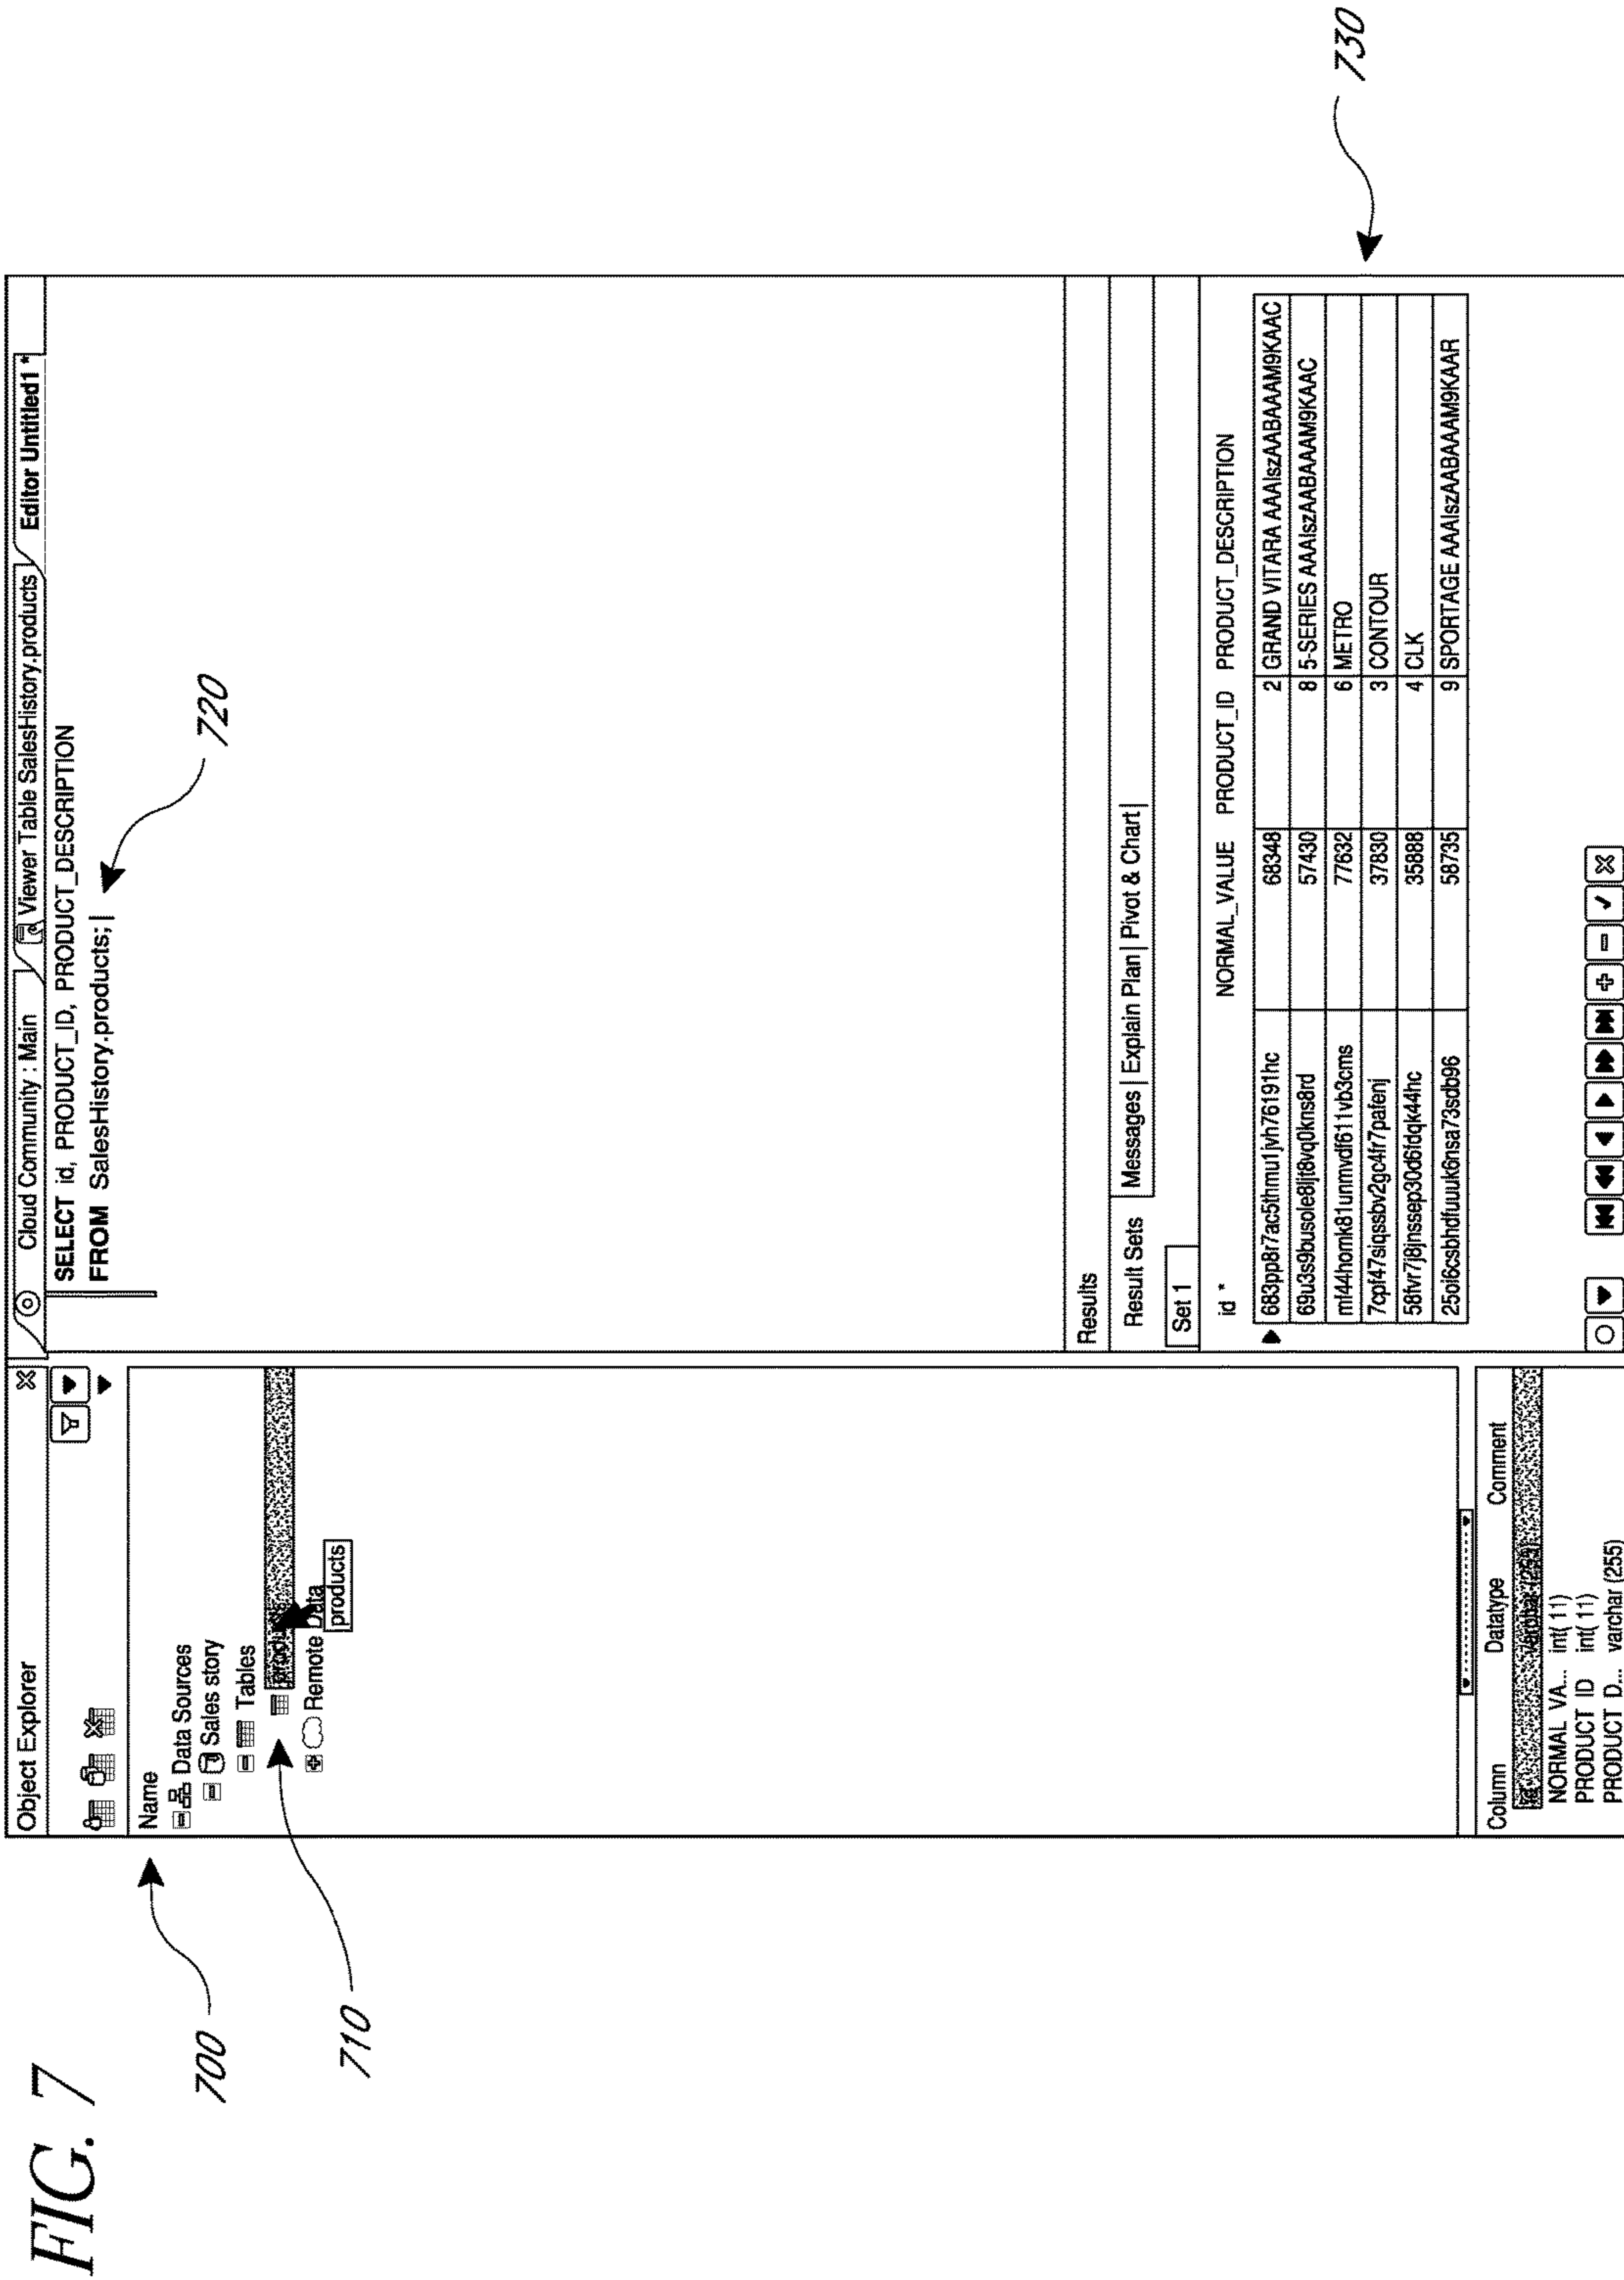 FIG. 7
700
710
Object Explorer
Name
Data Sources
Sales story
Tables
Remote Data
products
Column Datatype Comment
NORMAL VA... int( 11)
PRODUCT ID int( 11)
PRODUCT D... varchar (255)
Cloud Community : Main Viewer Table SalesHistory.products Editor Untitled1 *
SELECT id, PRODUCT_ID, PRODUCT_DESCRIPTION
FROM SalesHistory.products;
720
Results
Result Sets Messages | Explain Plan | Pivot & Chart |
Set 1
id * NORMAL_VALUE PRODUCT_ID PRODUCT_DESCRIPTION
683pp8r7ac5thmu1jvh76191hc 68348 2 GRAND VITARA AAAIszAABAAAM9KAAC
69u3s9busole8ljt8vq0kns8rd 57430 8 5-SERIES AAAIszAABAAAM9KAAC
mf44homk81unmvdf611vb3cms 77632 6 METRO
7cpf47siqssbv2gc4fr7pafenj 37830 3 CONTOUR
58fvr7j8jnssep30d6fdqk44hc 35888 4 CLK
25oi6csbhdfuuuk6nsa73sdb96 58735 9 SPORTAGE AAAIszAABAAAM9KAAR
730